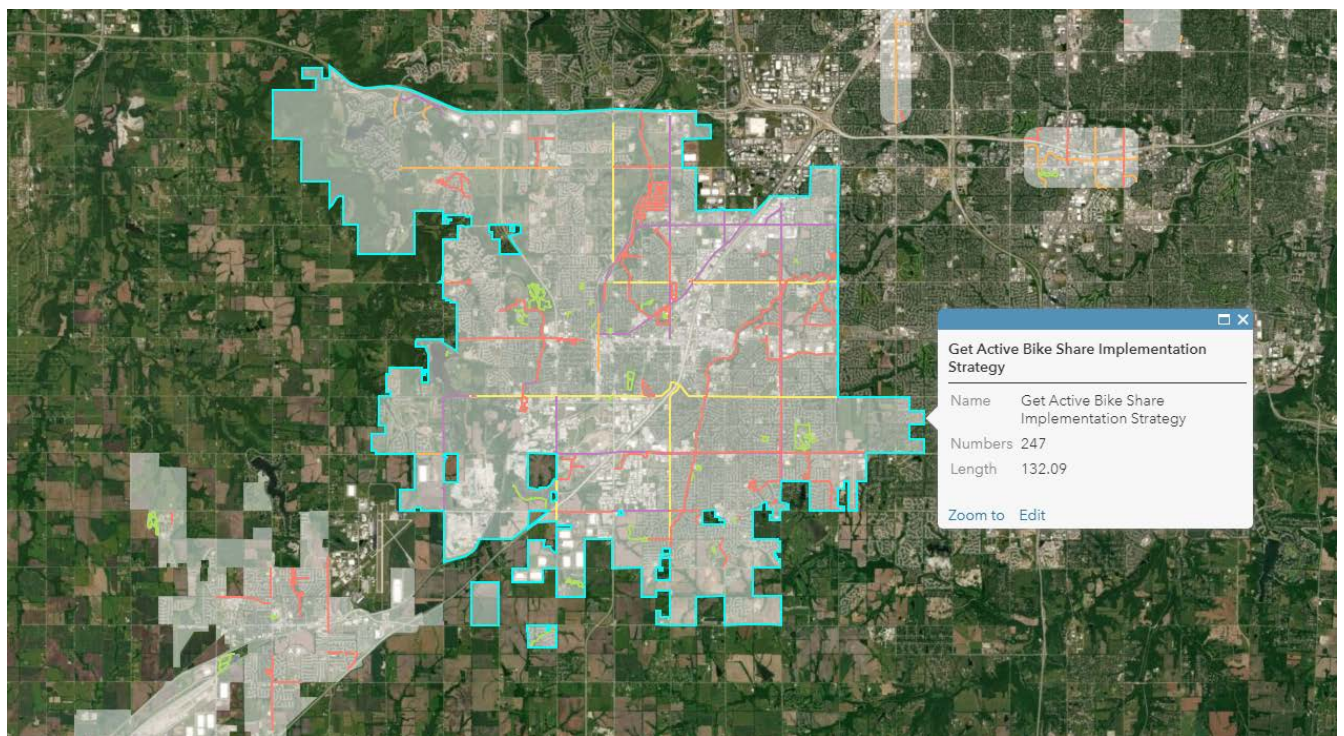 Get Active Bike Share Implementation
Strategy
Name Get Active Bike Share
Implementation Strategy
Numbers 247
Length 132.09
Zoom to Edit